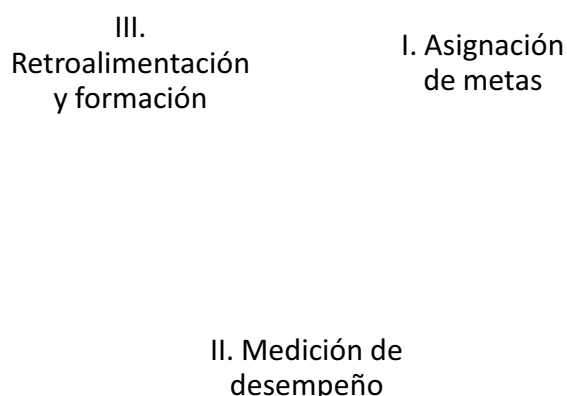 III.
Retroalimentación
y formación
I. Asignación
de metas
II. Medición de
desempeño